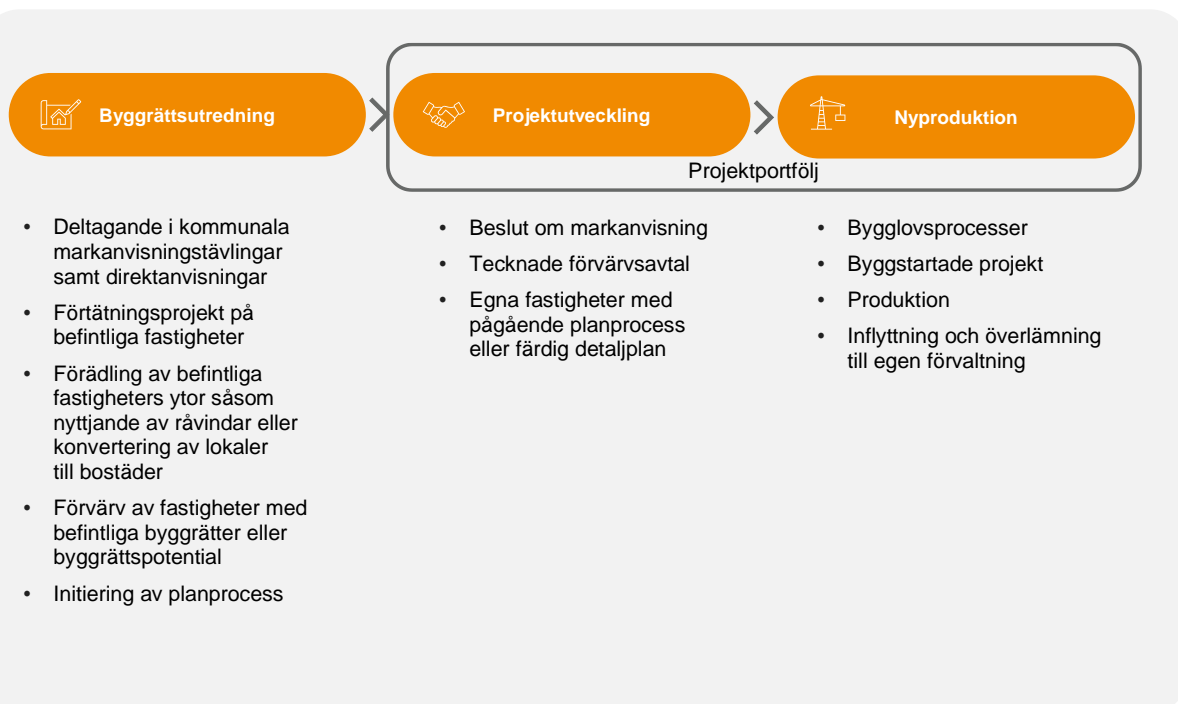 Byggrättsutredning
Projektutveckling
Nyproduktion
Projektportfölj
• Deltagande i kommunala
markanvisningstävlingar
samt direktanvisningar
• Förtätningsprojekt på
befintliga fastigheter
• Förädling av befintliga
fastigheters ytor såsom
nyttjande av råvindar eller
konvertering av lokaler
till bostäder
• Förvärv av fastigheter med
befintliga byggrätter eller
byggrättspotential
• Initiering av planprocess
• Beslut om markanvisning
• Tecknade förvärvsavtal
• Egna fastigheter med
pågående planprocess
eller färdig detaljplan
• Bygglovsprocesser
• Byggstartade projekt
• Produktion
• Inflyttning och överlämning
till egen förvaltning